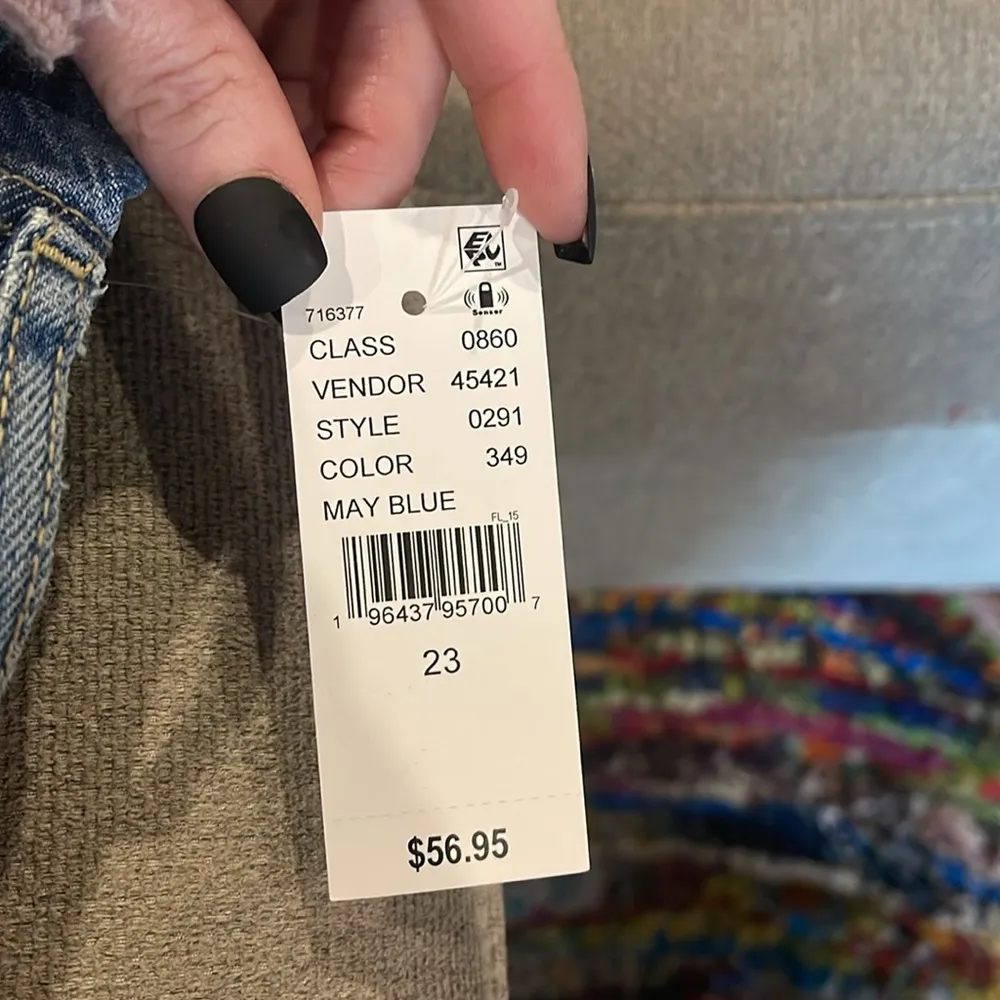 Sensor
716377
CLASS 0860
VENDOR 45421
STYLE 0291
COLOR 349
MAY BLUE
FL_15
1 96437 95700 7
23
$56.95